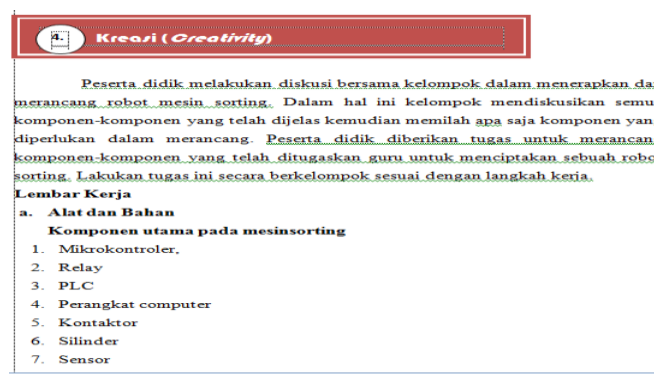 4. Kreasi (Creativity)
Peserta didik melakukan diskusi bersama kelompok dalam menerapkan da
merancang robot mesin sorting. Dalam hal ini kelompok mendiskusikan semu
komponen-komponen yang telah dijelas kemudian memilah apa saja komponen yan
diperlukan dalam merancang. Peserta didik diberikan tugas untuk merancan
komponen-komponen yang telah ditugaskan guru untuk menciptakan sebuah robo
sorting. Lakukan tugas ini secara berkelompok sesuai dengan langkah kerja.
Lembar Kerja
a. Alat dan Bahan
Komponen utama pada mesinsorting
1. Mikrokontroler,
2. Relay
3. PLC
4. Perangkat computer
5. Kontaktor
6. Silinder
7. Sensor